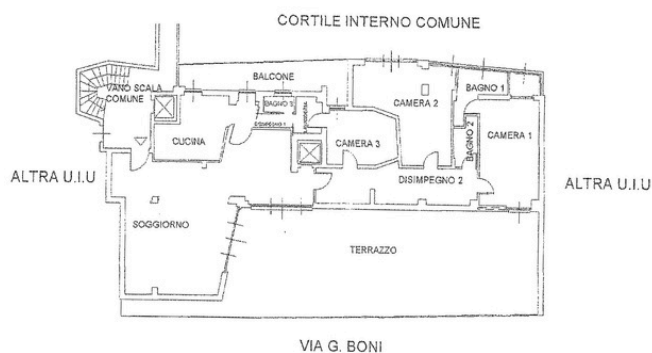 CORTILE INTERNO COMUNE
BALCONE
VANO SCALA
COMUNE
BAGNO 3
BAGNO 1
CAMERA 2
CUCINA
CAMERA 3
BAGNO 2
CAMERA 1
ALTRA U.I.U
DISIMPEGNO 2
ALTRA U.I.U
SOGGIORNO
TERRAZZO
VIA G. BONI